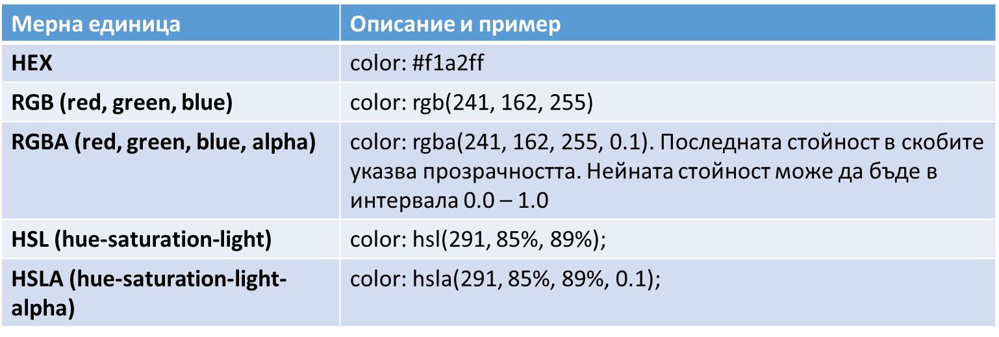 Мерна единица
Описание и пример
HEX
color: #f1a2ff
RGB (red, green, blue)
color: rgb(241, 162, 255)
RGBA (red, green, blue, alpha)
color: rgba(241, 162, 255, 0.1). Последната стойност в скобите
указва прозрачността. Нейната стойност може да бъде в
интервала 0.0 – 1.0
HSL (hue-saturation-light)
color: hsl(291, 85%, 89%);
HSLA (hue-saturation-light-
alpha)
color: hsla(291, 85%, 89%, 0.1);